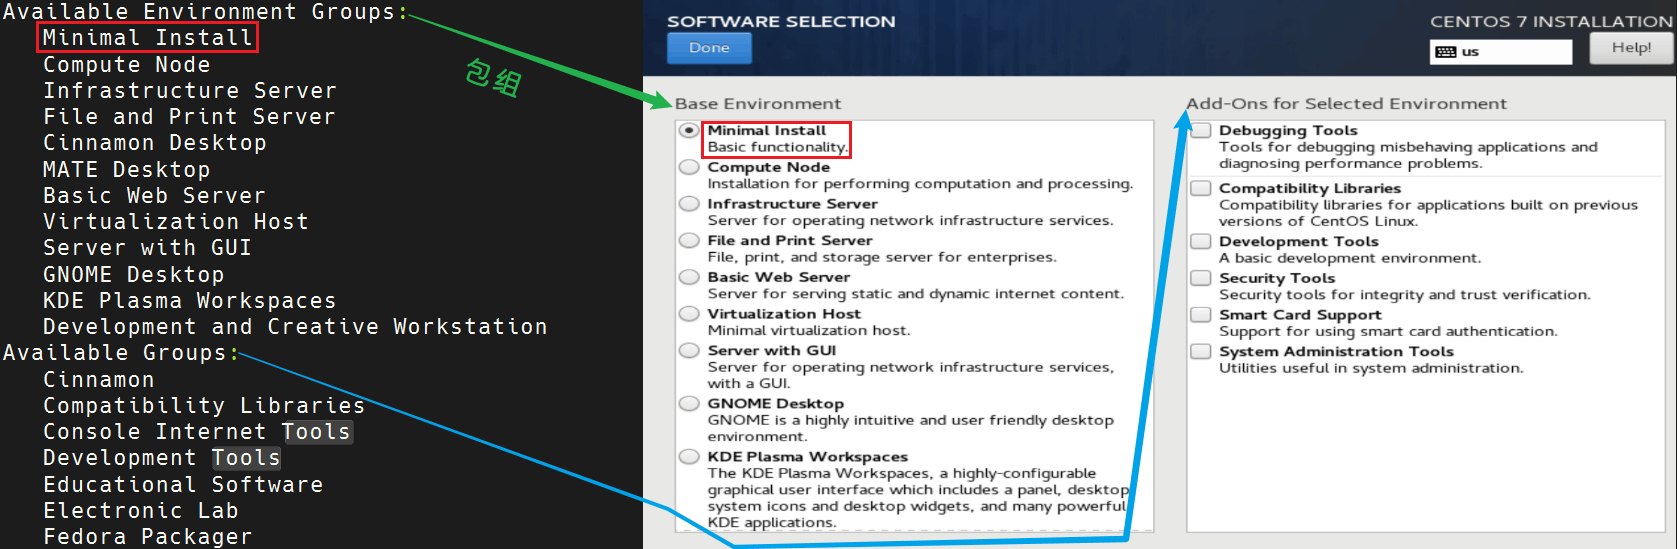 Available Environment Groups:
Minimal Install
Compute Node
Infrastructure Server
File and Print Server
Cinnamon Desktop
MATE Desktop
Basic Web Server
Virtualization Host
Server with GUI
GNOME Desktop
KDE Plasma Workspaces
Development and Creative Workstation
Available Groups:
Cinnamon
Compatibility Libraries
Console Internet Tools
Development Tools
Educational Software
Electronic Lab
Fedora Packager
包组
SOFTWARE SELECTION
Done
CENTOS 7 INSTALLATION
us
Help!
Base Environment
Minimal Install
Basic functionality.
Compute Node
Installation for performing computation and processing.
Infrastructure Server
Server for operating network infrastructure services.
File and Print Server
File, print, and storage server for enterprises.
Basic Web Server
Server for serving static and dynamic internet content.
Virtualization Host
Minimal virtualization host.
Server with GUI
Server for operating network infrastructure services,
with a GUI.
GNOME Desktop
GNOME is a highly intuitive and user friendly desktop
environment.
KDE Plasma Workspaces
The KDE Plasma Workspaces, a highly-configurable
graphical user interface which includes a panel, desktop,
system icons and desktop widgets, and many powerful
KDE applications.
Add-Ons for Selected Environment
Debugging Tools
Tools for debugging misbehaving applications and
diagnosing performance problems.
Compatibility Libraries
Compatibility libraries for applications built on previous
versions of CentOS Linux.
Development Tools
A basic development environment.
Security Tools
Security tools for integrity and trust verification.
Smart Card Support
Support for using smart card authentication.
System Administration Tools
Utilities useful in system administration.